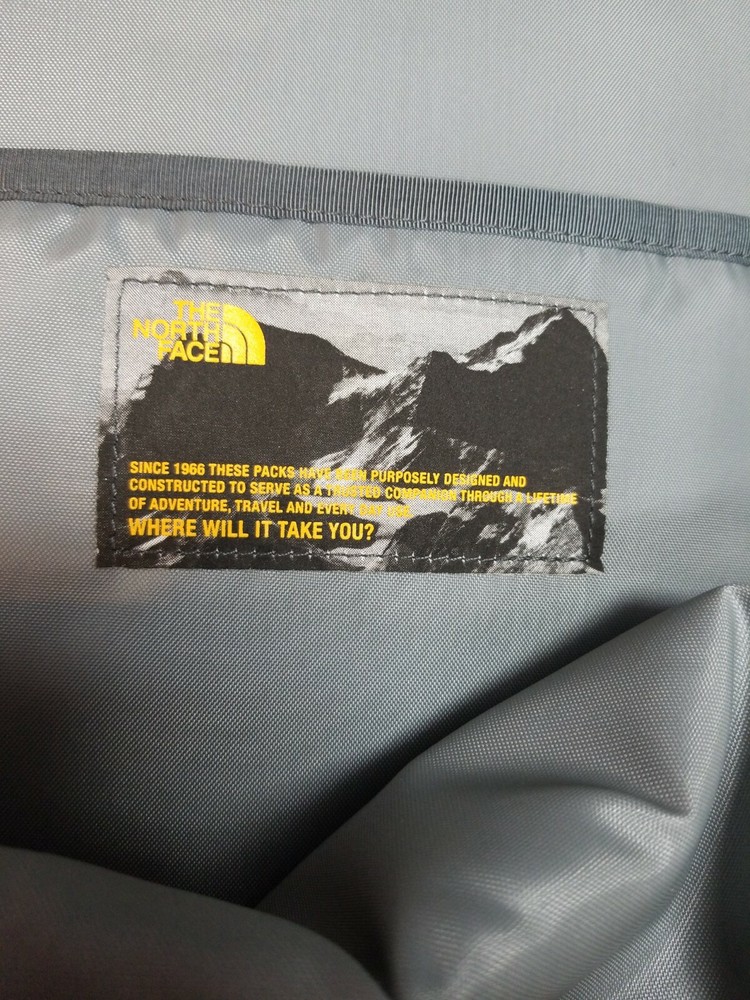 THE
NORTH
FACE
SINCE 1966 THESE PACKS HAVE BEEN PURPOSELY DESIGNED AND
CONSTRUCTED TO SERVE AS A TRUSTED COMPANION THROUGH A LIFETIME
OF ADVENTURE, TRAVEL AND EVERY DAY USE.
WHERE WILL IT TAKE YOU?